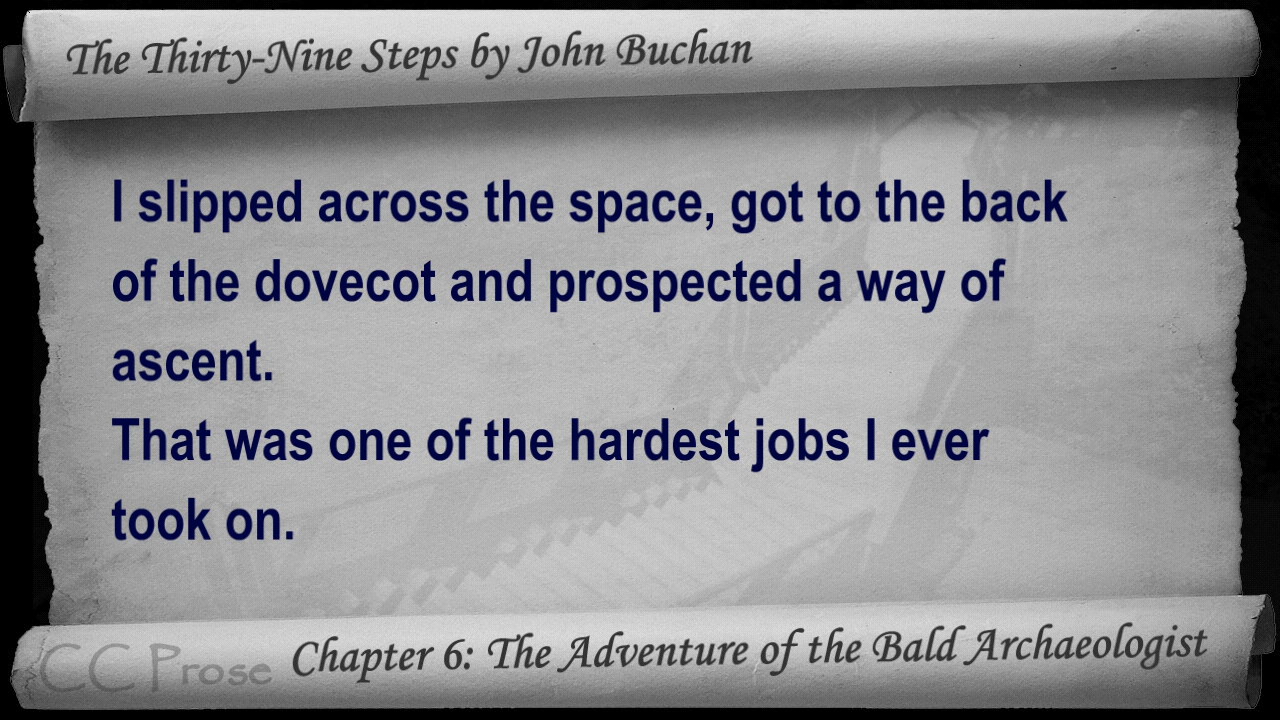 The Thirty-Nine Steps by John Buchan
I slipped across the space, got to the back
of the dovecot and prospected a way of
ascent.
That was one of the hardest jobs I ever
took on.
CC Prose
Chapter 6: The Adventure of the Bald Archaeologist